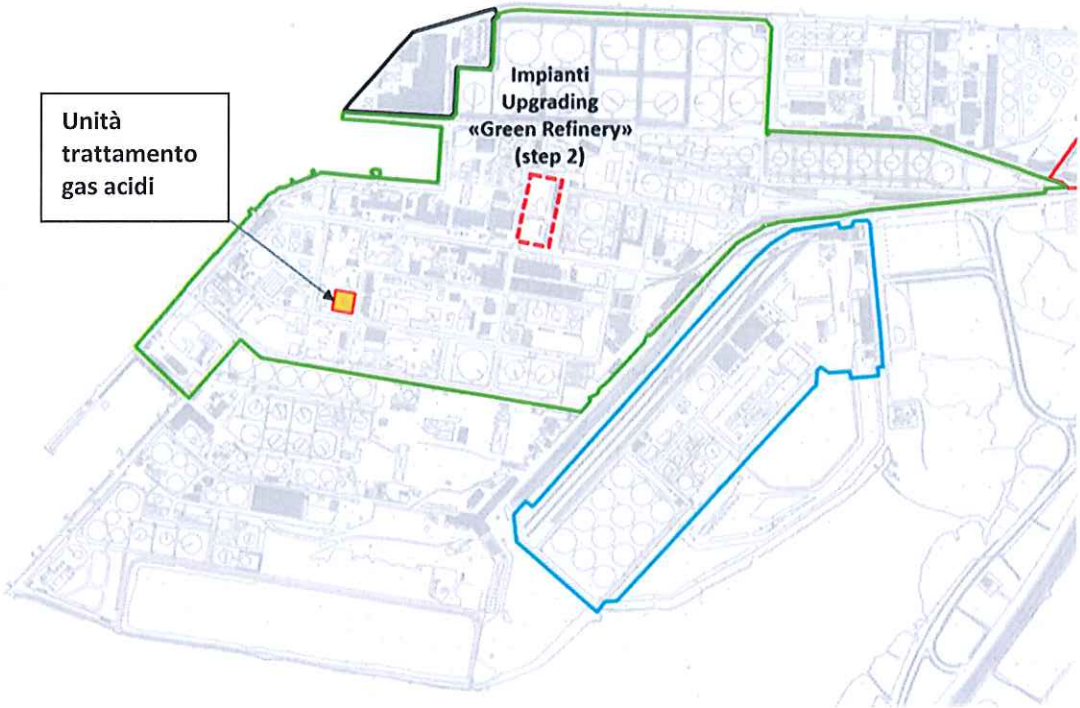 Impianti
Upgrading
«Green Refinery»
(step 2)
Unità
trattamento
gas acidi